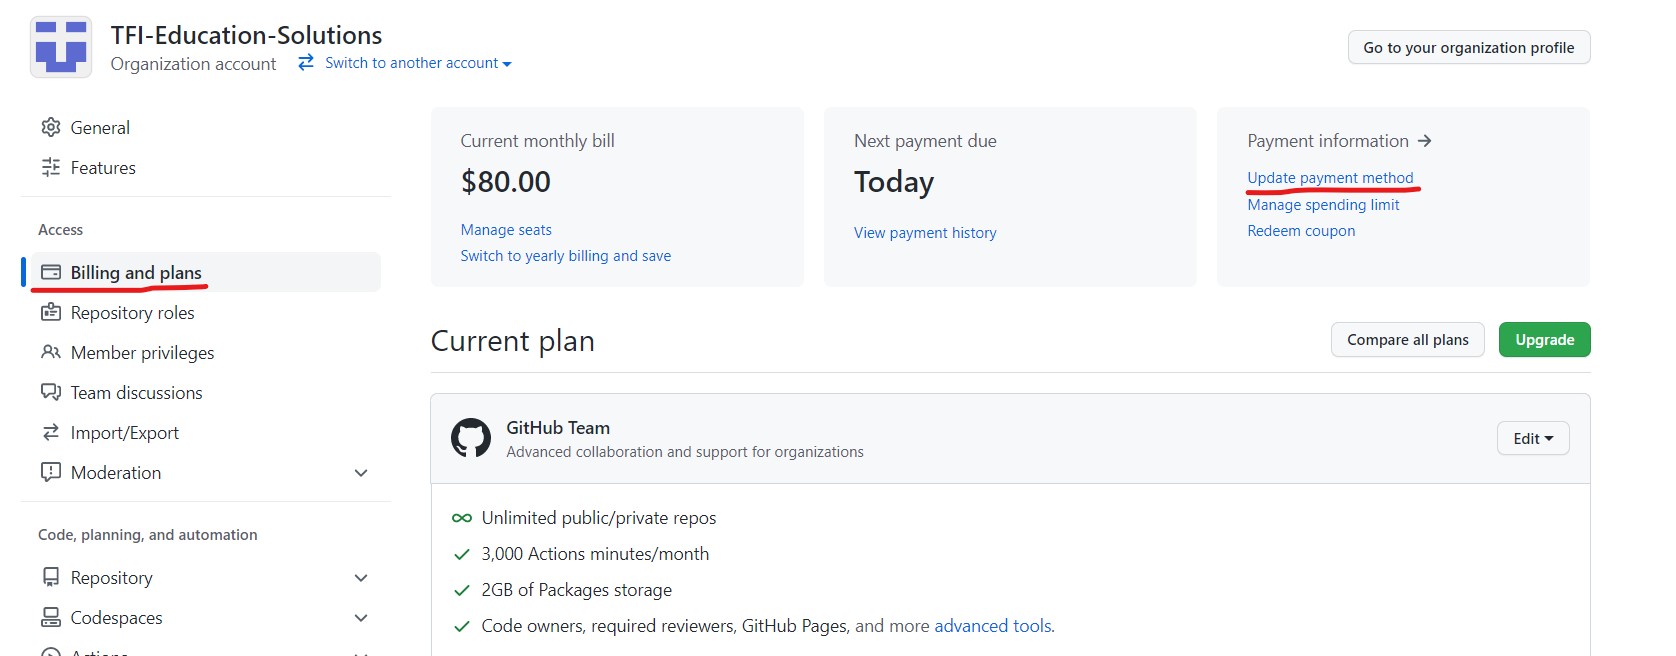 TFI-Education-Solutions
Organization account
Switch to another account
Go to your organization profile
General
Features
Access
Billing and plans
Repository roles
Member privileges
Team discussions
Import/Export
Moderation
Code, planning, and automation
Repository
Codespaces
Actions
Current monthly bill
$80.00
Manage seats
Switch to yearly billing and save
Next payment due
Today
View payment history
Payment information →
Update payment method
Manage spending limit
Redeem coupon
Current plan
Compare all plans
Upgrade
GitHub Team
Advanced collaboration and support for organizations
Edit
Unlimited public/private repos
3,000 Actions minutes/month
2GB of Packages storage
Code owners, required reviewers, GitHub Pages, and more advanced tools.